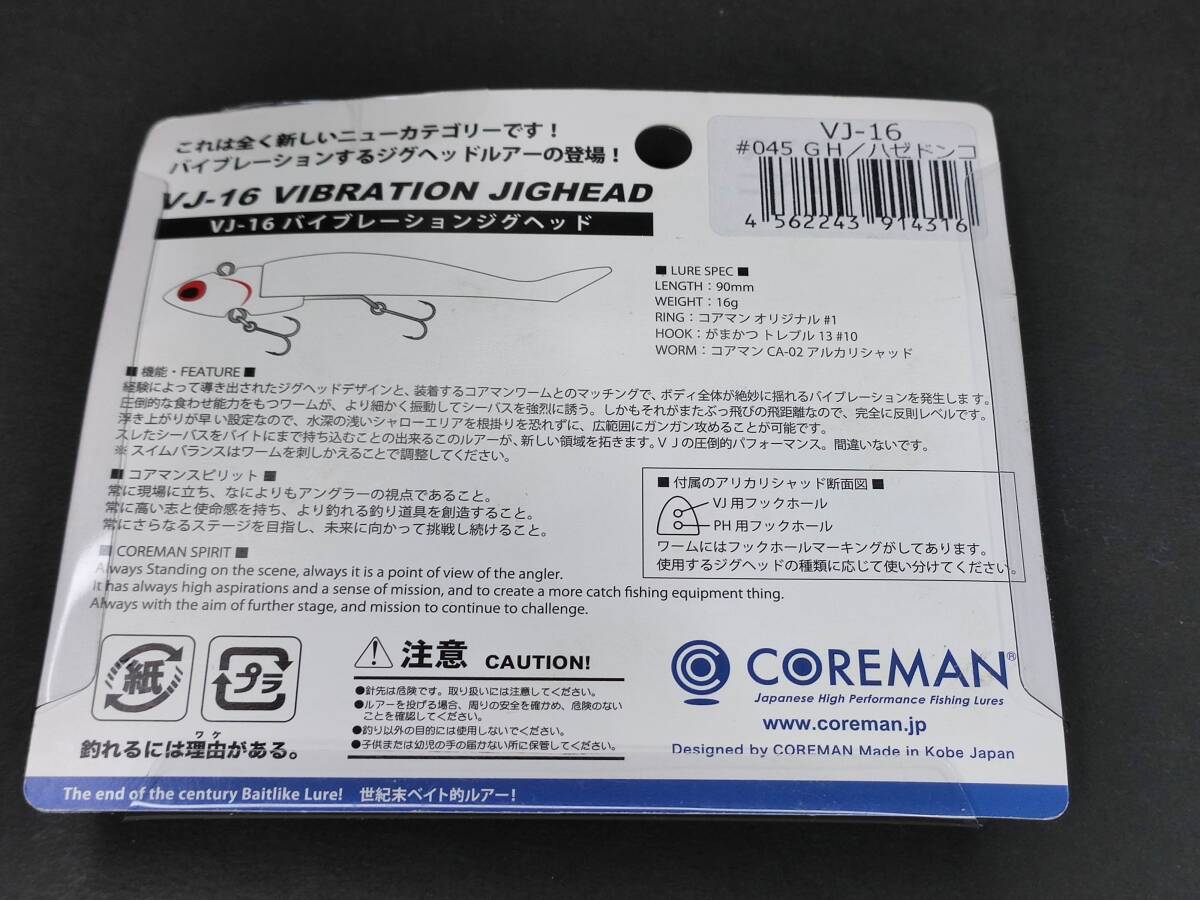 これは全く新しいニューカテゴリーです！
バイブレーションするジグヘッドルアーの登場！
VJ-16 VIBRATION JIGHEAD
VJ-16 バイブレーションジグヘッド
VJ-16
#045 GH／ハゼドンコ
4 562243 914316
■ LURE SPEC ■
LENGTH：90mm
WEIGHT：16g
RING：コアマン オリジナル #1
HOOK：がまかつ トレブル 13 #10
WORM：コアマン CA-02 アルカリシャッド
■ 機能・FEATURE ■
経験によって導き出されたジグヘッドデザインと、装着するコアマンワームとのマッチングで、ボディ全体が絶妙に揺れるバイブレーションを発生します。
圧倒的な食わせ能力をもつワームが、より細かく振動してシーバスを強烈に誘う。しかもそれがまたぶっ飛びの飛距離なので、完全に反則レベルです。
浮き上がりが早い設定なので、水深の浅いシャローエリアを根掛りを恐れずに、広範囲にガンガン攻めることが可能です。
スレたシーバスをバイトにまで持ち込むことの出来るこのルアーが、新しい領域を拓きます。ＶＪの圧倒的パフォーマンス。間違いないです。
※ スイムバランスはワームを刺しかえることで調整してください。
■ コアマンスピリット ■
常に現場に立ち、なによりもアングラーの視点であること。
常に高い志と使命感を持ち、より釣れる釣り道具を創造すること。
常にさらなるステージを目指し、未来に向かって挑戦し続けること。
■ COREMAN SPIRIT ■
Always Standing on the scene, always it is a point of view of the angler.
It has always high aspirations and a sense of mission, and to create a more catch fishing equipment thing.
Always with the aim of further stage, and mission to continue to challenge.
■ 付属のアリカリシャッド断面図 ■
VJ 用フックホール
PH 用フックホール
ワームにはフックホールマーキングがしてあります。
使用するジグヘッドの種類に応じて使い分けてください。
紙
プラ
ワケ
釣れるには理由がある。
注意 CAUTION!
●針先は危険です。取り扱いには注意してください。
●ルアーを投げる場合、周りの安全を確かめ、危険のない
ことを確認してください。
●釣り以外の目的には使用しないでください。
●子供または幼児の手の届かない所に保管してください。
COREMAN®
Japanese High Performance Fishing Lures
www.coreman.jp
Designed by COREMAN Made in Kobe Japan
The end of the century Baitlike Lure! 世紀末ベイト的ルアー！